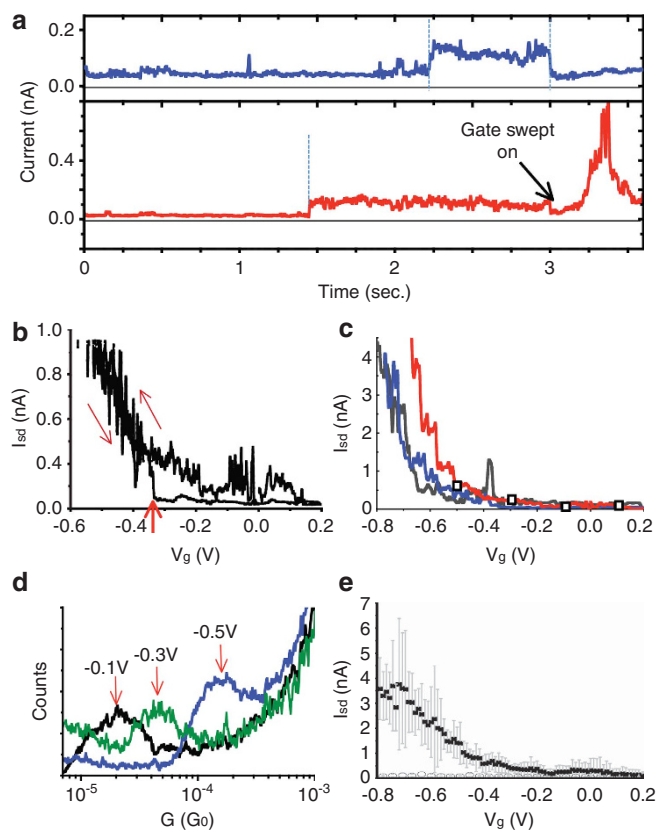 a
0.2
0.0
Current (nA)
0.4
0.0
Gate swept
on
0 1 2 3
Time (sec.)
b
1.0
0.8
0.6
0.4
0.0
Isd (nA)
-0.6 -0.4 -0.2 0.0 0.2
Vg (V)
c
4
3
2
1
0
Isd (nA)
-0.8 -0.6 -0.4 -0.2 0.0 0.2
Vg (V)
d
-0.1V
-0.3V
-0.5V
Counts
10-5 10-4 10-3
G (G0)
e
7
6
5
4
3
2
1
0
Isd (nA)
-0.8 -0.6 -0.4 -0.2 0.0 0.2
Vg (V)